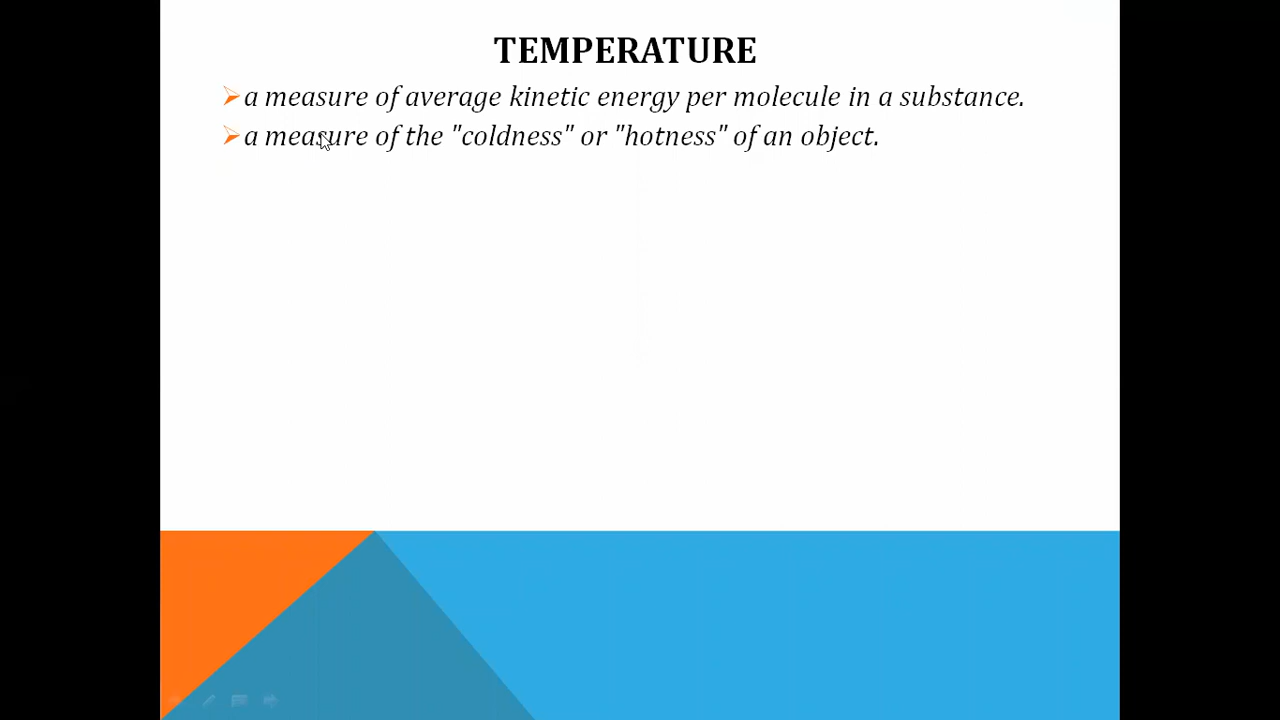 TEMPERATURE
a measure of average kinetic energy per molecule in a substance.
a measure of the "coldness" or "hotness" of an object.